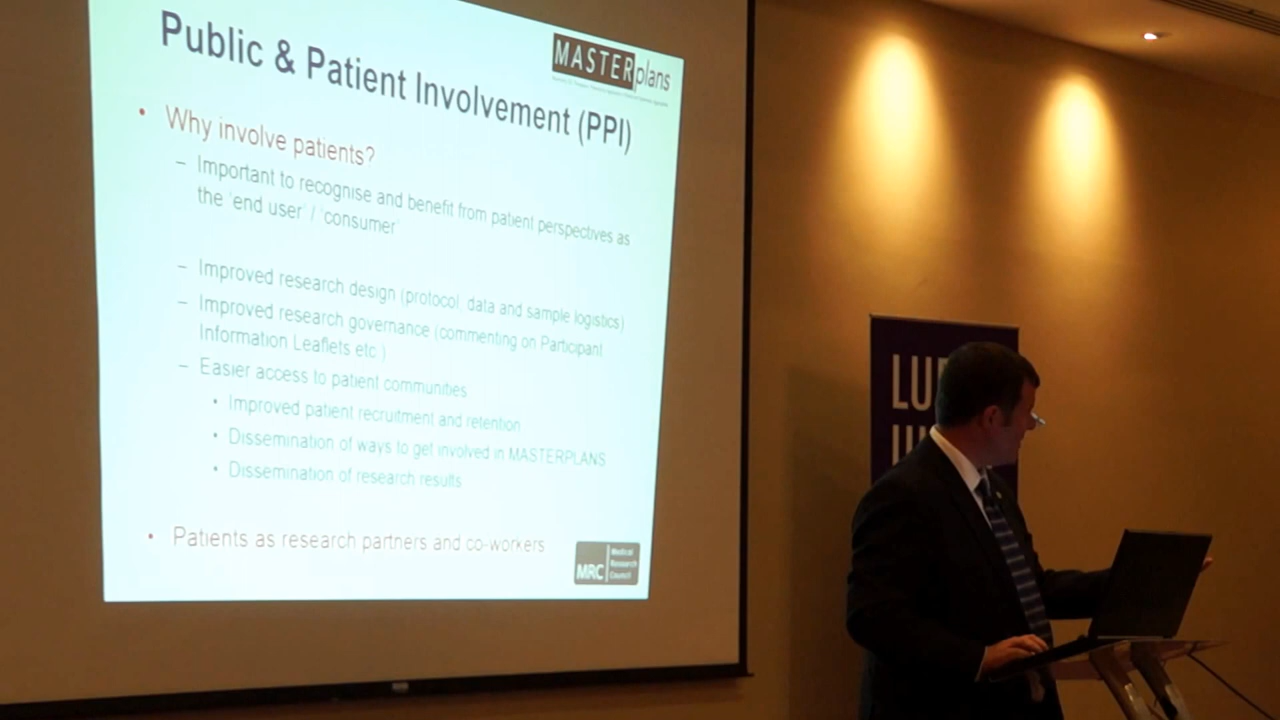 Public & Patient Involvement (PPI)
MASTERplans
• Why involve patients?
– Important to recognise and benefit from patient perspectives as
the 'end user' / 'consumer'
– Improved research design (protocol, data and sample logistics)
– Improved research governance (commenting on Participant
Information Leaflets etc.)
– Easier access to patient communities
• Improved patient recruitment and retention
• Dissemination of ways to get involved in MASTERPLANS
• Dissemination of research results
• Patients as research partners and co-workers
MRC
Medical
Research
Council
LU